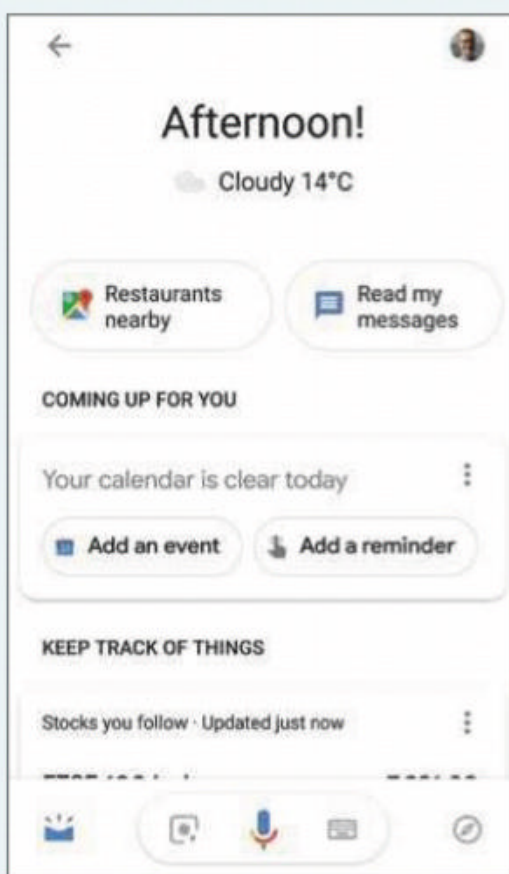 Afternoon!
Cloudy 14°C
Restaurants
nearby
Read my
messages
COMING UP FOR YOU
Your calendar is clear today
Add an event
Add a reminder
KEEP TRACK OF THINGS
Stocks you follow · Updated just now